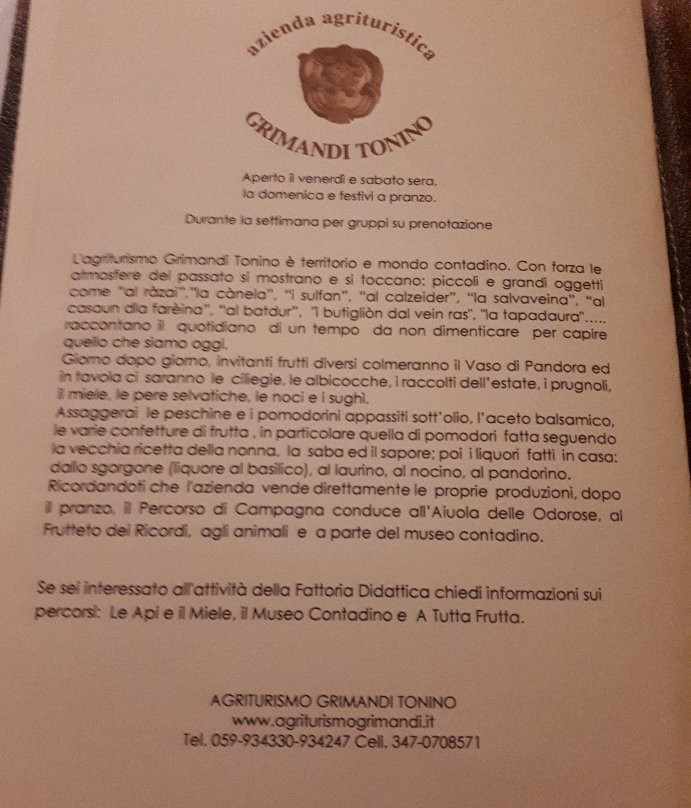 azienda agrituristica
GRIMANDI TONINO
Aperto il venerdì e sabato sera,
la domenica e festivi a pranzo.
Durante la settimana per gruppi su prenotazione
L'agriturismo Grimandi Tonino è territorio e mondo contadino. Con forza le
atmosfere del passato si mostrano e si toccano: piccoli e grandi oggetti
come "al ràzai","la cànela", "i sulfan", "al calzeider", "la salvaveina", "al
casoun dla farèina", "al batdur", "i butigliòn dal vein ras", "la tapadaura".....
raccontano il quotidiano di un tempo da non dimenticare per capire
quello che siamo oggi.
Giorno dopo giorno, invitanti frutti diversi colmeranno il Vaso di Pandora ed
in tavola ci saranno le ciliegie, le albicocche, i raccolti dell'estate, i prugnoli,
il miele, le pere selvatiche, le noci e i sughi.
Assaggerai le peschine e i pomodorini appassiti sott'olio, l'aceto balsamico,
le varie confetture di frutta , in particolare quella di pomodori fatta seguendo
la vecchia ricetta della nonna, la saba ed il sapore; poi i liquori fatti in casa:
dallo sgorgone (liquore al basilico), al laurino, al nocino, al pandorino.
Ricordandoti che l'azienda vende direttamente le proprie produzioni, dopo
il pranzo, il Percorso di Campagna conduce all'Aiuola delle Odorose, al
Frutteto dei Ricordi, agli animali e a parte del museo contadino.
Se sei interessato all'attività della Fattoria Didattica chiedi informazioni sui
percorsi: Le Api e il Miele, il Museo Contadino e A Tutta Frutta.
AGRITURISMO GRIMANDI TONINO
www.agriturismogrimandi.it
Tel. 059-934330-934247 Cell. 347-0708571